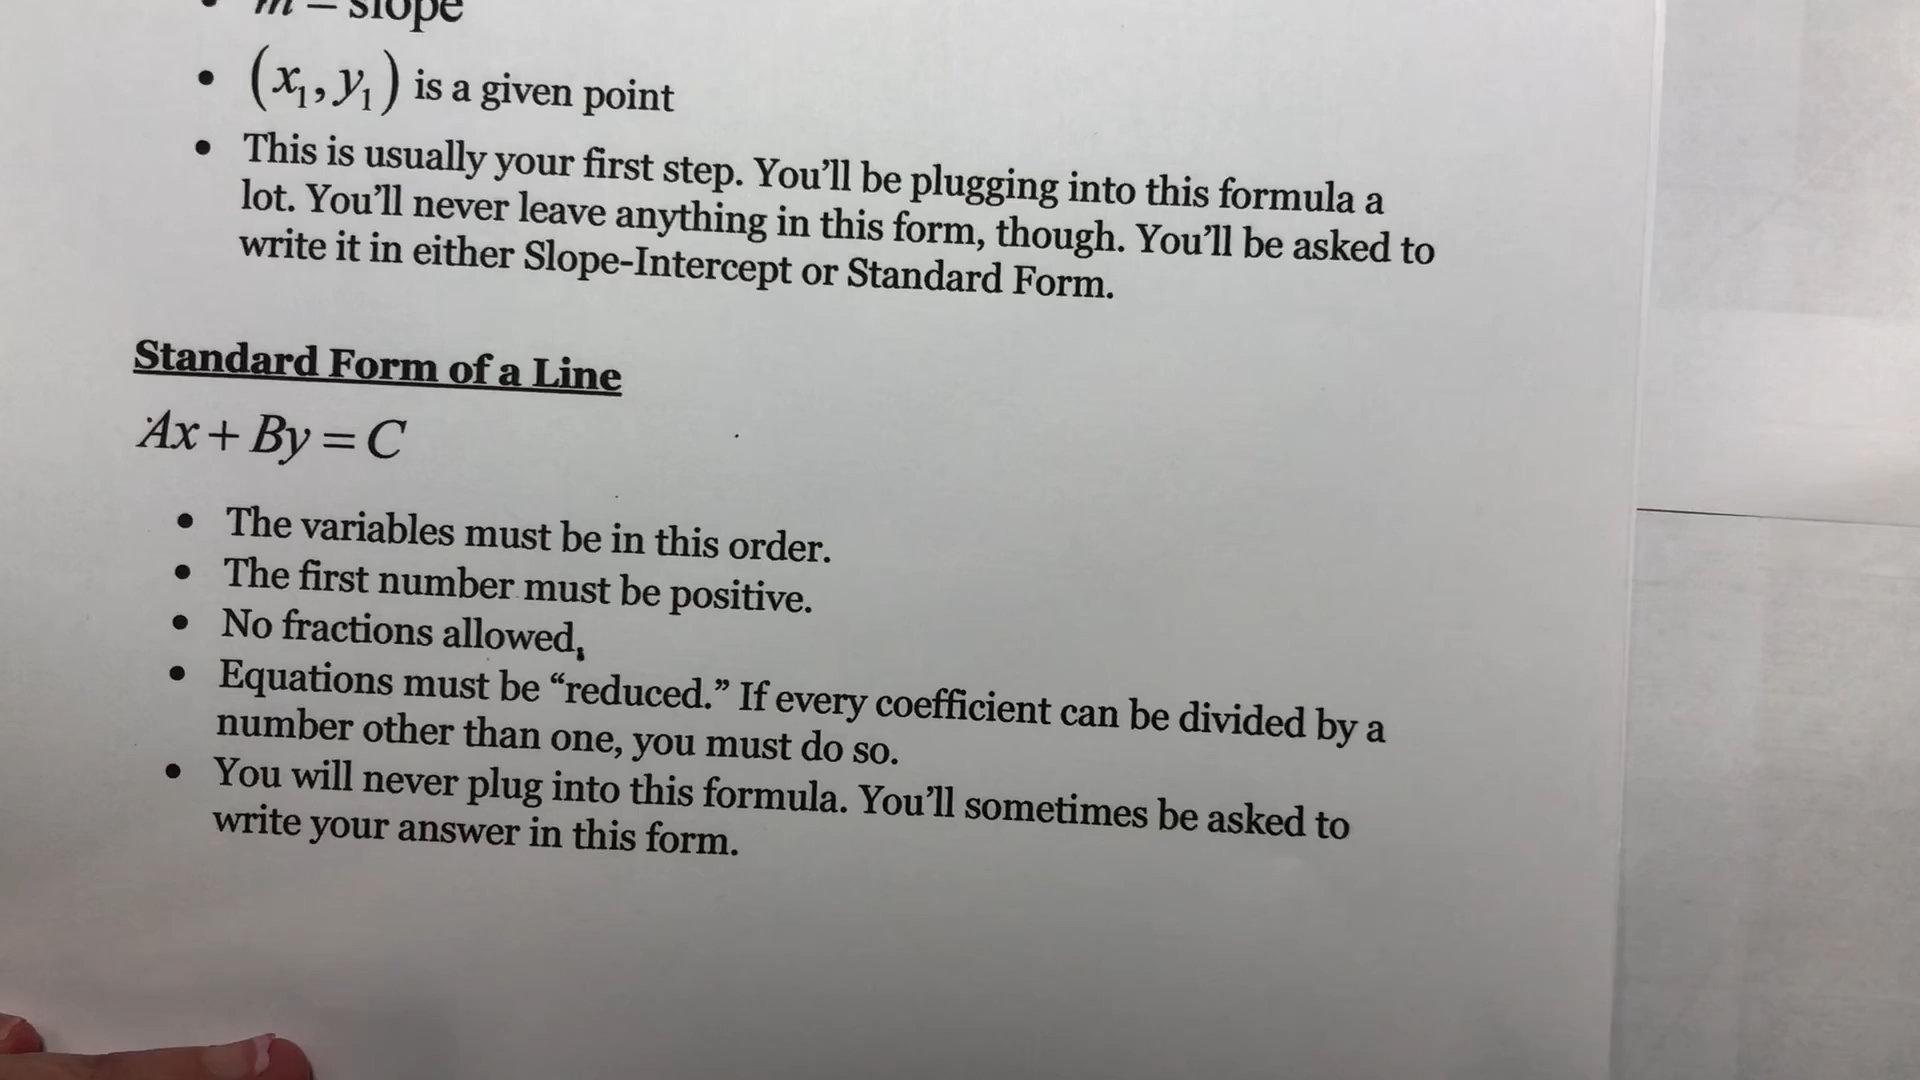 • m = slope
• (x₁, y₁) is a given point
• This is usually your first step. You’ll be plugging into this formula a
lot. You’ll never leave anything in this form, though. You’ll be asked to
write it in either Slope-Intercept or Standard Form.
Standard Form of a Line
Ax + By = C
• The variables must be in this order.
• The first number must be positive.
• No fractions allowed.
• Equations must be “reduced.” If every coefficient can be divided by a
number other than one, you must do so.
• You will never plug into this formula. You’ll sometimes be asked to
write your answer in this form.